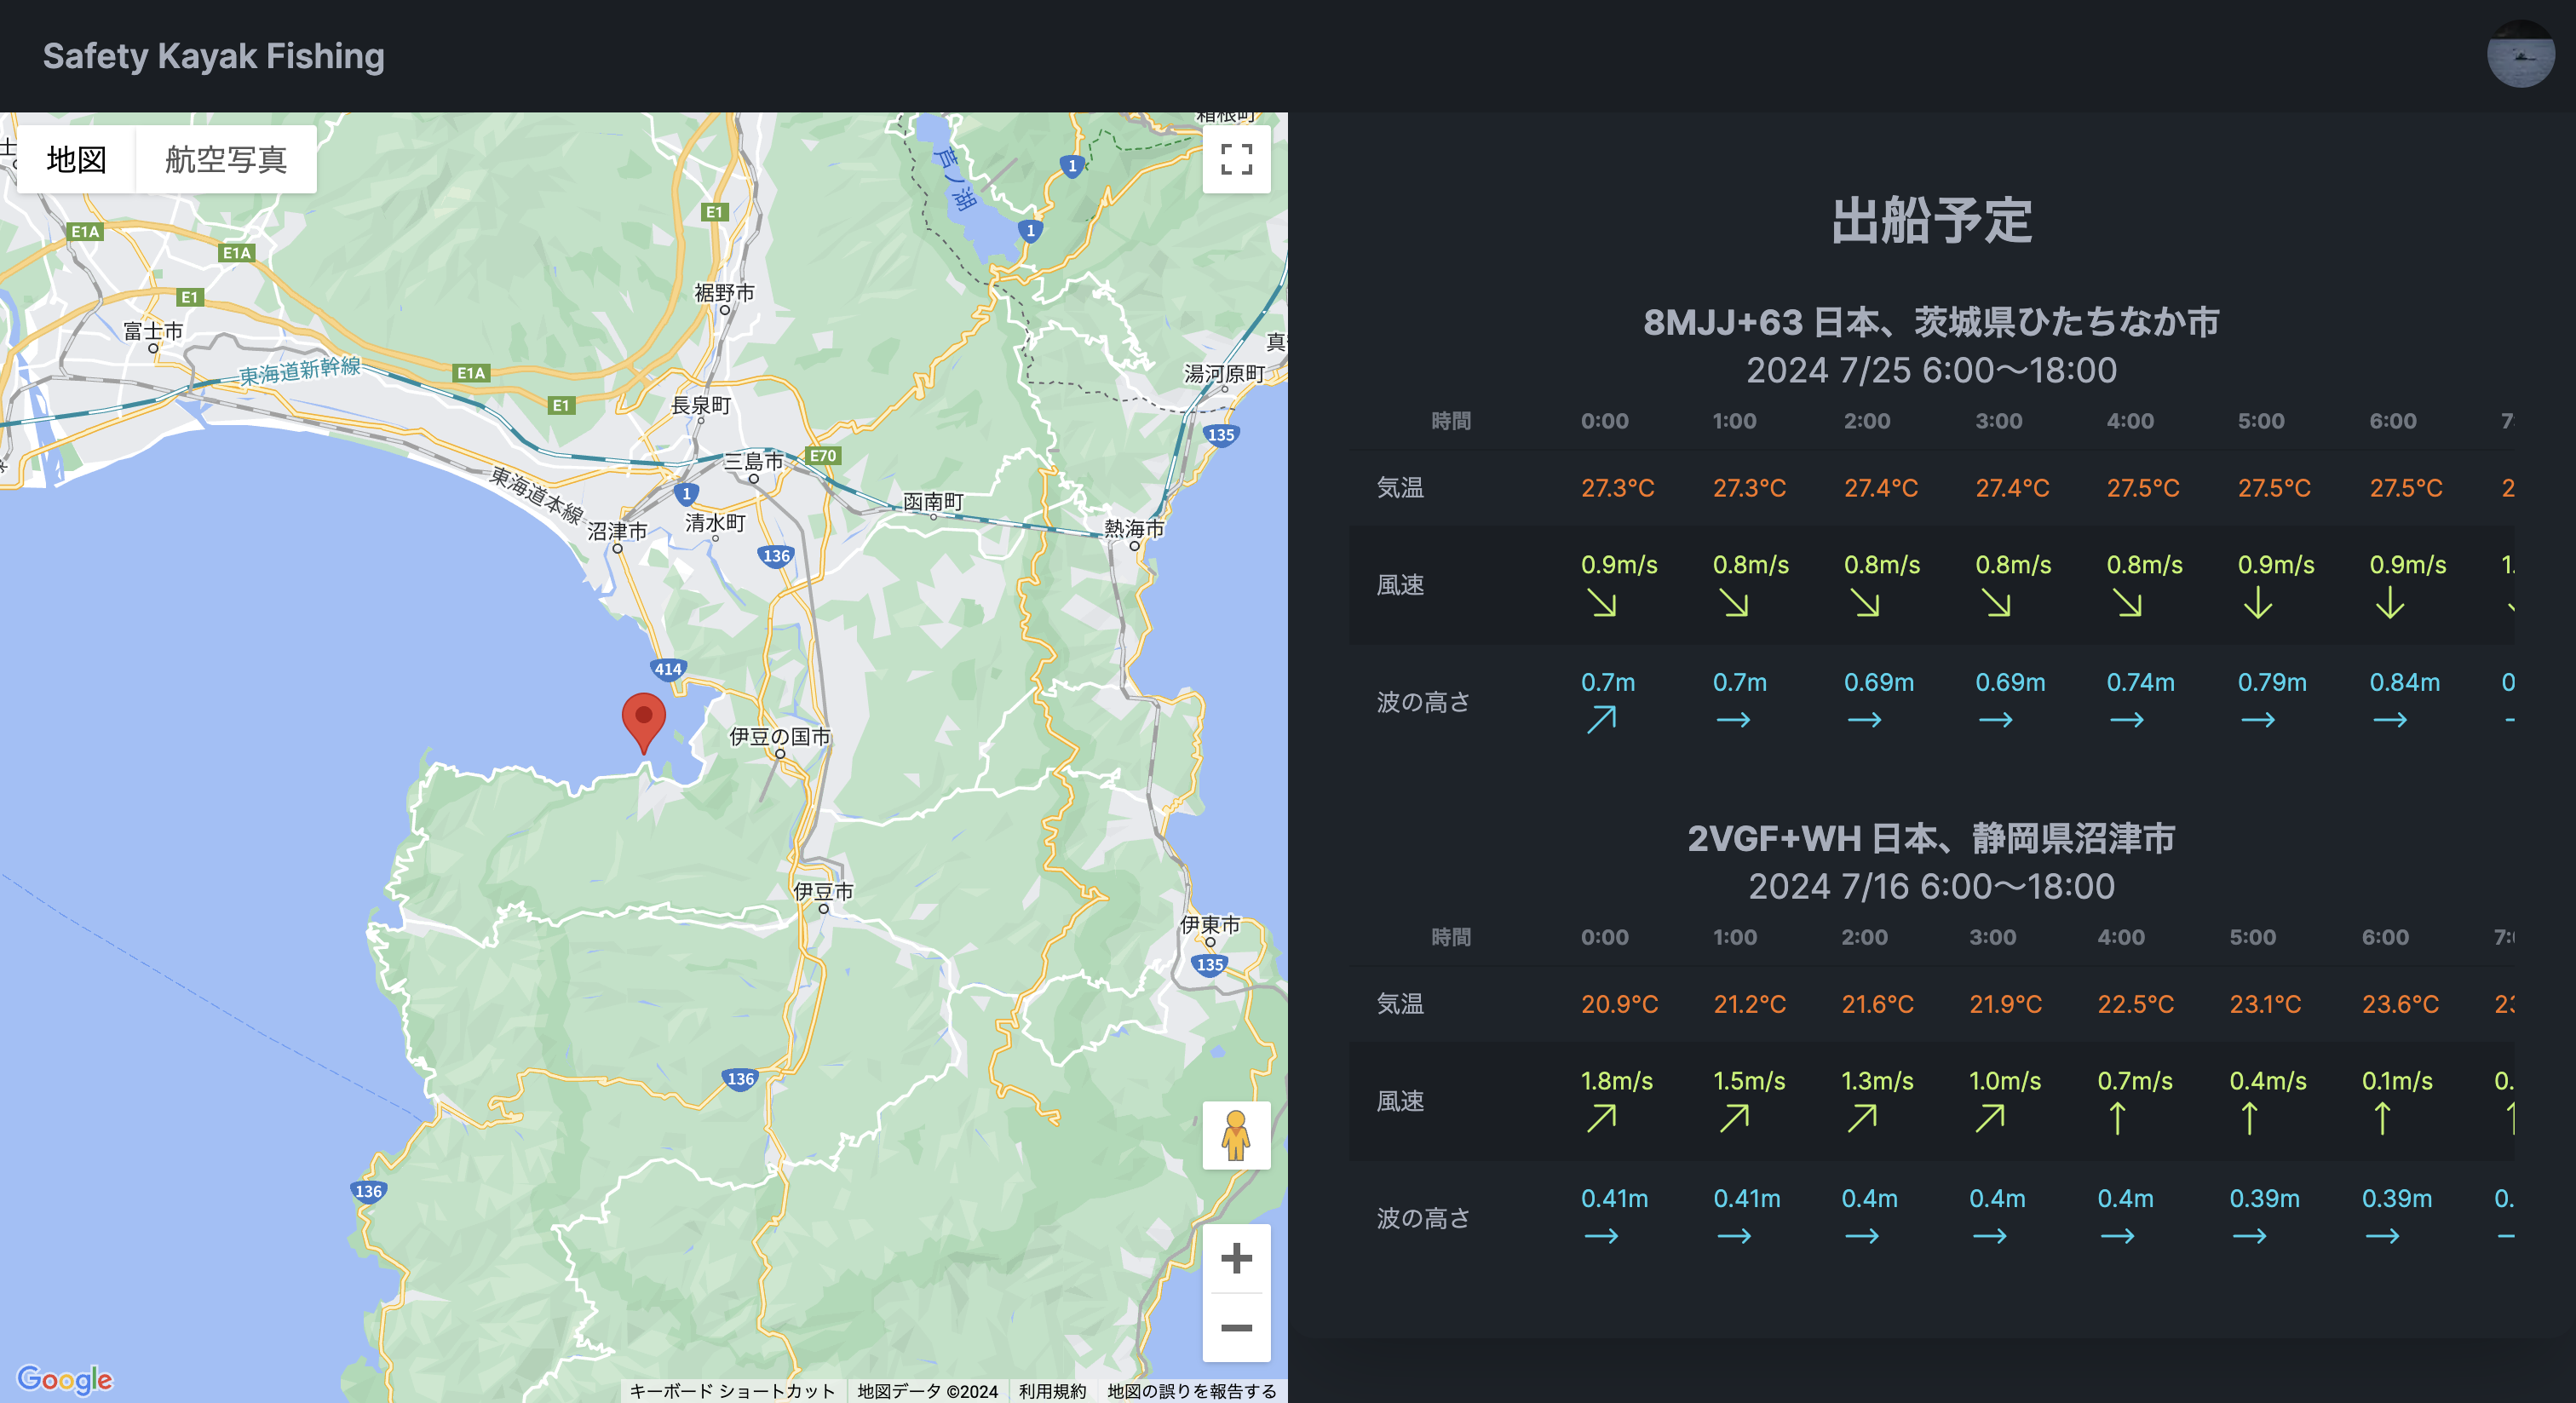 Safety Kayak Fishing
地図 航空写真
箱根町
芦ノ湖
1
1
E1
E1A
E1A
E1
裾野市
富士市
東海道新幹線
E1A
E1
長泉町
湯河原町
135
三島市
E70
1
東海道本線
沼津市
清水町
函南町
熱海市
136
414
伊豆の国市
伊豆市
伊東市
135
136
136
Google
キーボード ショートカット 地図データ ©2024 利用規約 地図の誤りを報告する
出船予定
8MJJ+63 日本、茨城県ひたちなか市
2024 7/25 6:00〜18:00
時間 0:00 1:00 2:00 3:00 4:00 5:00 6:00
気温 27.3°C 27.3°C 27.4°C 27.4°C 27.5°C 27.5°C 27.5°C
風速 0.9m/s 0.8m/s 0.8m/s 0.8m/s 0.8m/s 0.9m/s 0.9m/s
↘ ↘ ↘ ↘ ↘ ↓ ↓
波の高さ 0.7m 0.7m 0.69m 0.69m 0.74m 0.79m 0.84m
↗ → → → → → →
2VGF+WH 日本、静岡県沼津市
2024 7/16 6:00〜18:00
時間 0:00 1:00 2:00 3:00 4:00 5:00 6:00
気温 20.9°C 21.2°C 21.6°C 21.9°C 22.5°C 23.1°C 23.6°C
風速 1.8m/s 1.5m/s 1.3m/s 1.0m/s 0.7m/s 0.4m/s 0.1m/s
↗ ↗ ↗ ↗ ↑ ↑ ↑
波の高さ 0.41m 0.41m 0.4m 0.4m 0.4m 0.39m 0.39m
→ → → → → → →